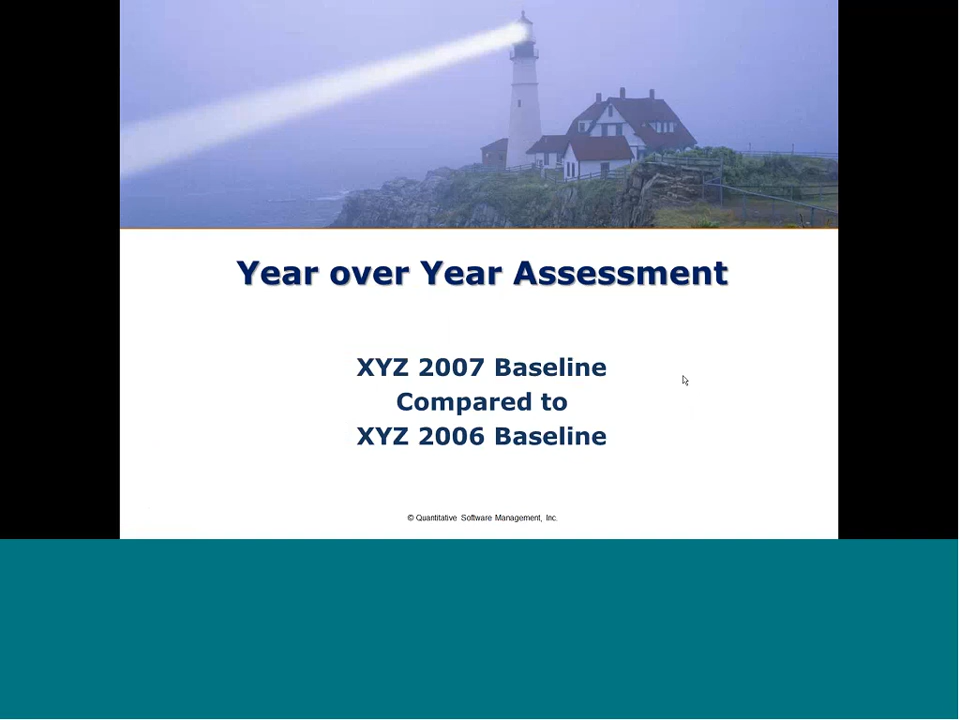 Year over Year Assessment
XYZ 2007 Baseline
Compared to
XYZ 2006 Baseline
© Quantitative Software Management, Inc.